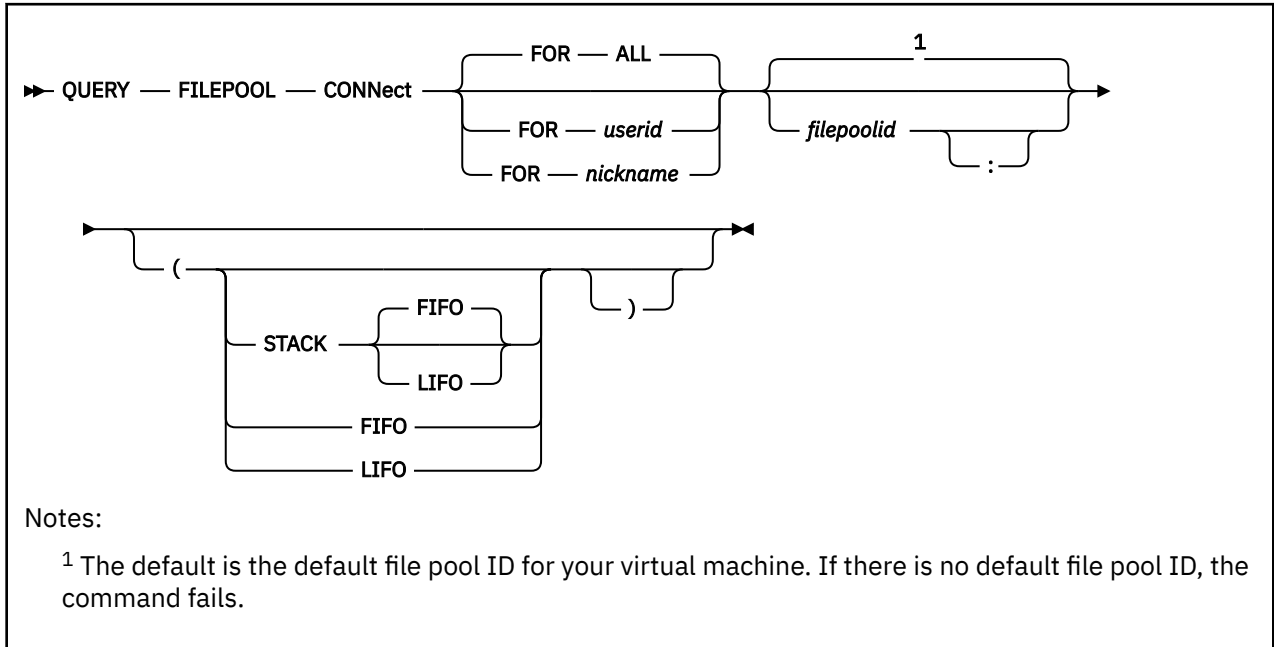 FOR ALL 1
QUERY FILEPOOL CONNect
FOR userid filepoolid
:
FOR nickname
(
FIFO )
STACK
LIFO
FIFO
LIFO
Notes:
1 The default is the default file pool ID for your virtual machine. If there is no default file pool ID, the
command fails.